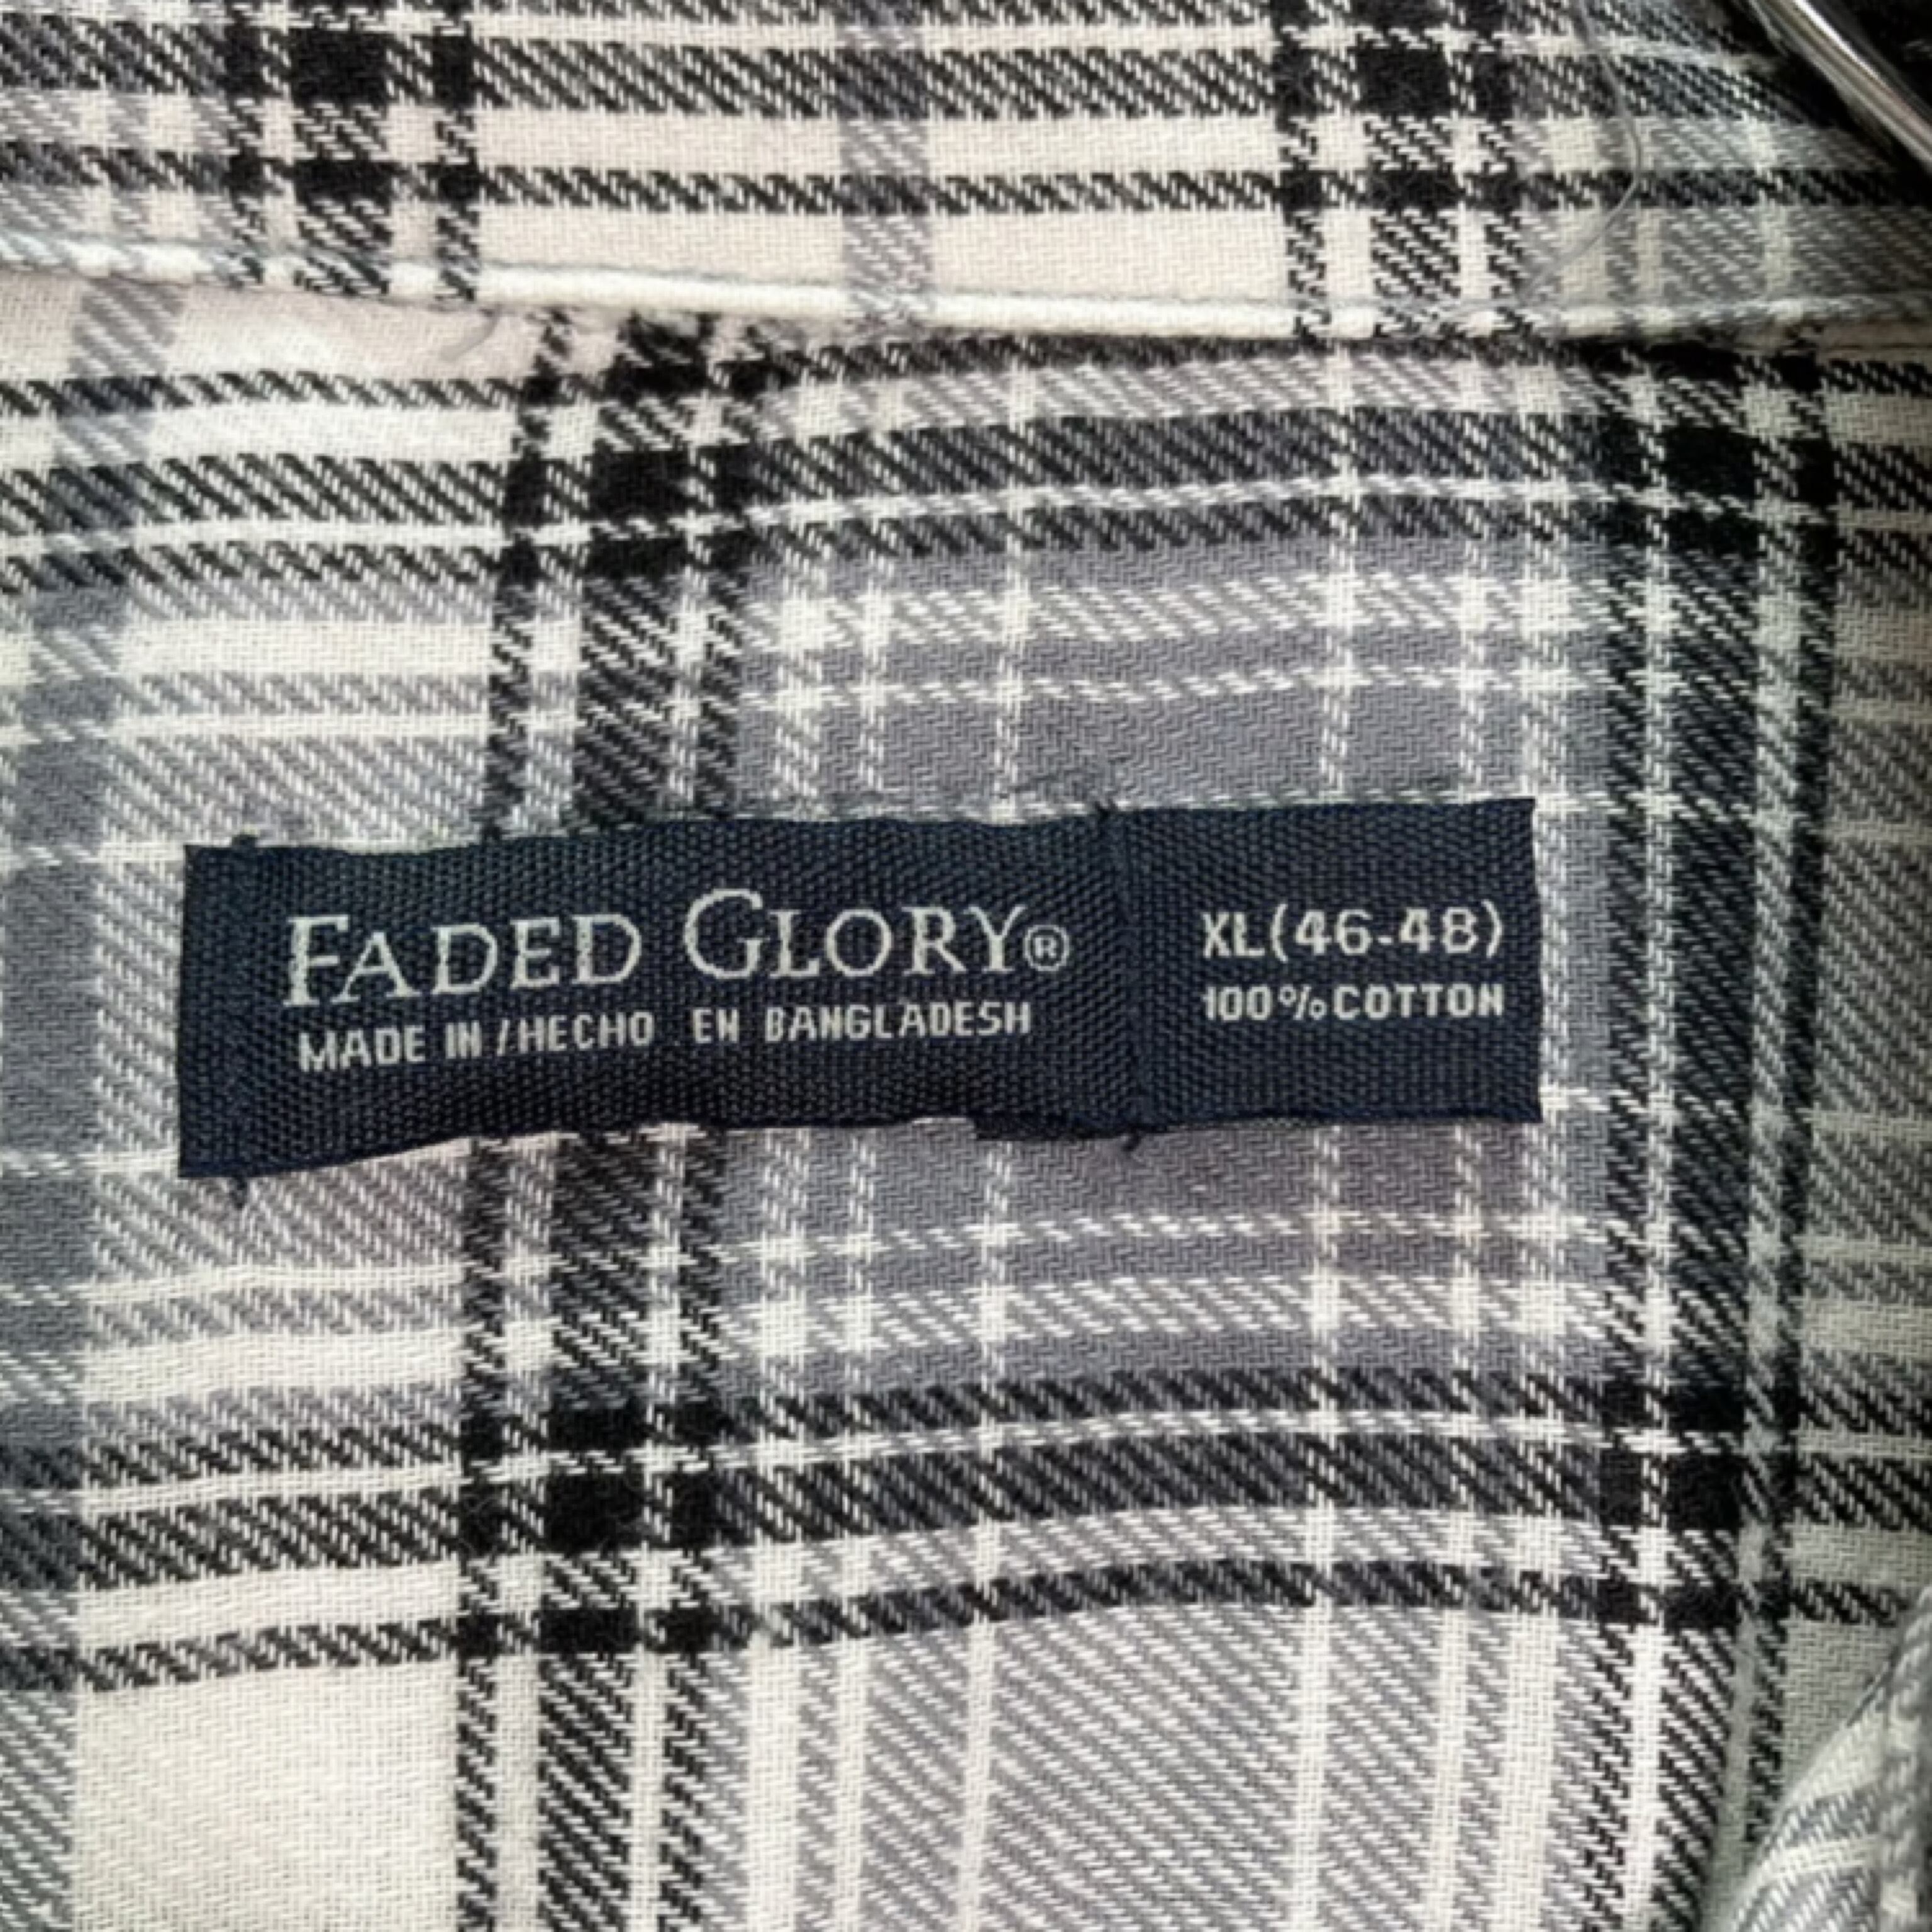 FADED GLORY®
MADE IN / HECHO EN BANGLADESH
XL (46-48)
100% COTTON